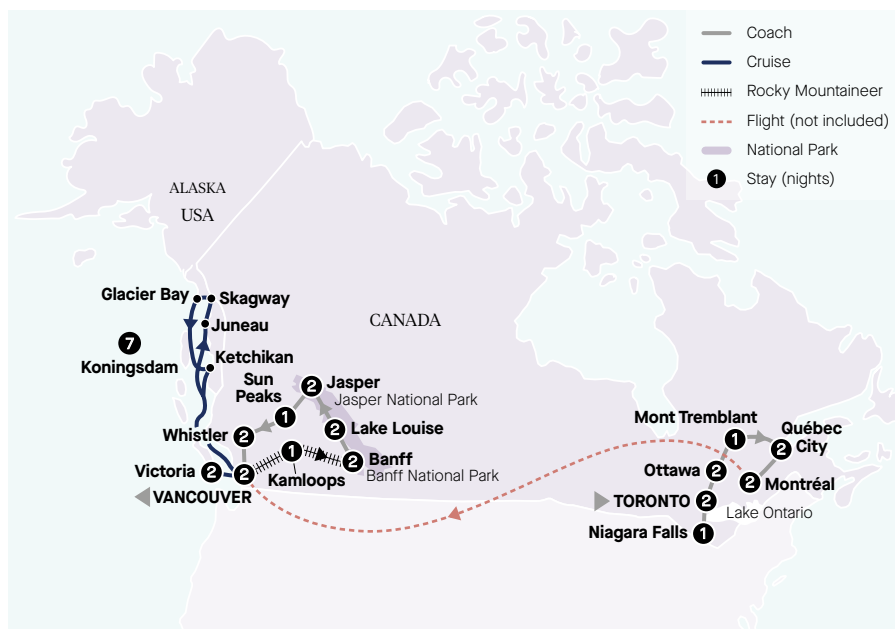 Coach
Cruise
Rocky Mountaineer
Flight (not included)
National Park
1 Stay (nights)
ALASKA
USA
CANADA
Glacier Bay
Skagway
Juneau
7
Koningsdam
Ketchikan
Sun
Peaks
1
2 Jasper
Jasper National Park
Whistler 2
2 Lake Louise
Victoria 2
2
VANCOUVER
1
Kamloops
2 Banff
Banff National Park
Mont Tremblant
1
Québec
City
2
Ottawa 2
2 Montréal
TORONTO 2
Lake Ontario
Niagara Falls 1